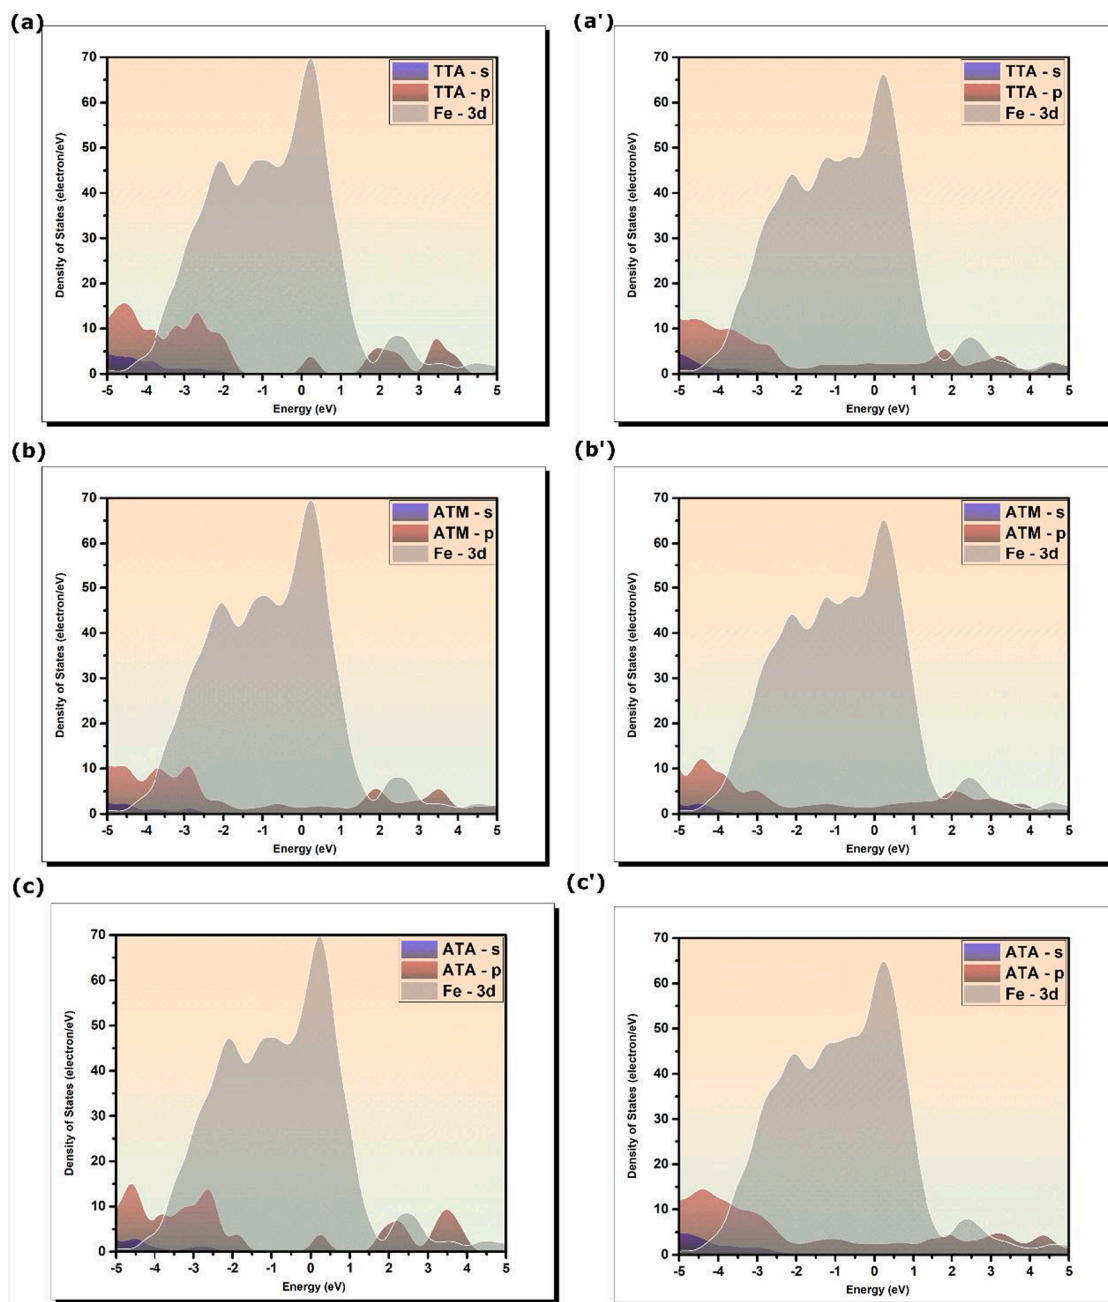 (a)
70
60
50
40
30
20
10
0
Density of States (electron/eV)
TTA - s
TTA - p
Fe - 3d
-5 -4 -3 -2 -1 0 1 2 3 4 5
Energy (eV)
(a')
70
60
50
40
30
20
10
0
Density of States (electron/eV)
TTA - s
TTA - p
Fe - 3d
-5 -4 -3 -2 -1 0 1 2 3 4 5
Energy (eV)
(b)
70
60
50
40
30
20
10
0
Density of States (electron/eV)
ATM - s
ATM - p
Fe - 3d
-5 -4 -3 -2 -1 0 1 2 3 4 5
Energy (eV)
(b')
70
60
50
40
30
20
10
0
Density of States (electron/eV)
ATM - s
ATM - p
Fe - 3d
-5 -4 -3 -2 -1 0 1 2 3 4 5
Energy (eV)
(c)
70
60
50
40
30
20
10
0
Density of States (electron/eV)
ATA - s
ATA - p
Fe - 3d
-5 -4 -3 -2 -1 0 1 2 3 4 5
Energy (eV)
(c')
70
60
50
40
30
20
10
0
Density of States (electron/eV)
ATA - s
ATA - p
Fe - 3d
-5 -4 -3 -2 -1 0 1 2 3 4 5
Energy (eV)